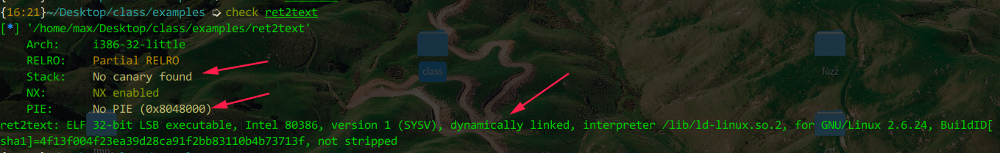 {16:21}~/Desktop/class/examples ➪ check ret2text
[*] '/home/max/Desktop/class/examples/ret2text'
Arch: i386-32-little
RELRO: Partial RELRO
Stack: No canary found
NX: NX enabled
PIE: No PIE (0x8048000)
ret2text: ELF 32-bit LSB executable, Intel 80386, version 1 (SYSV), dynamically linked, interpreter /lib/ld-linux.so.2, for GNU/Linux 2.6.24, BuildID[
sha1]=4f13f004f23ea39d28ca91f2bb83110b4b73713f, not stripped
class
fuzz
tmp
ctf